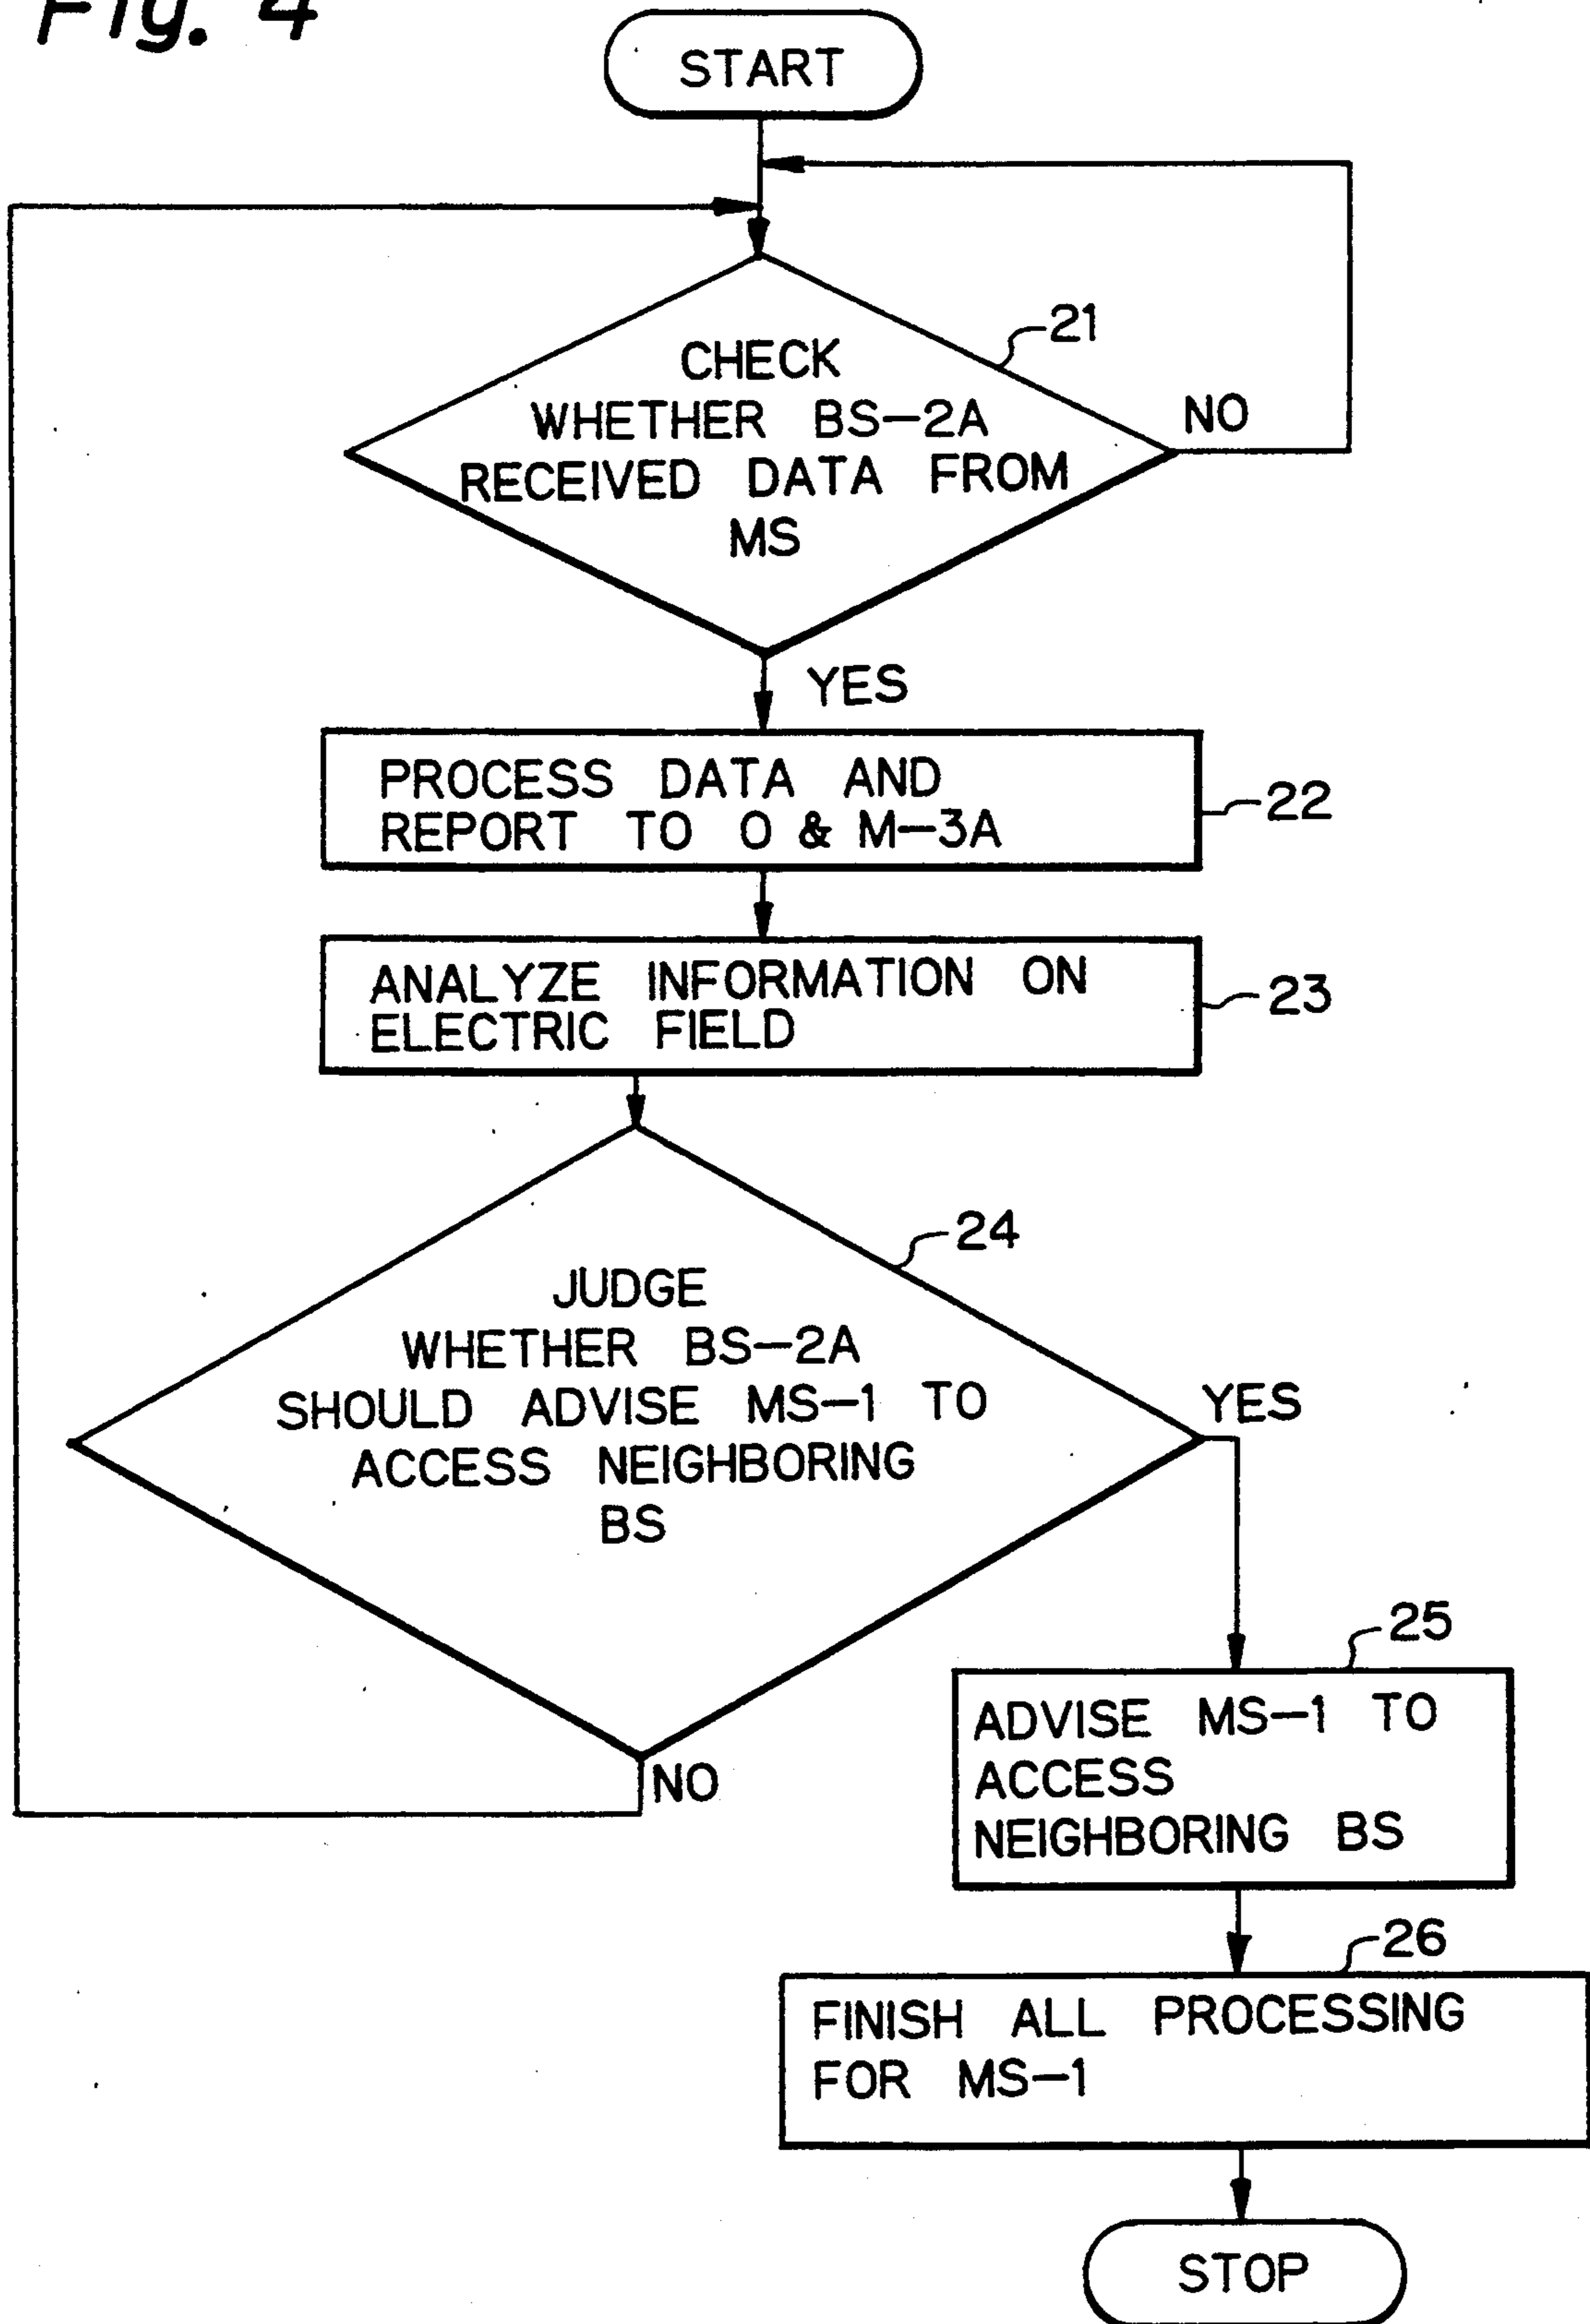 Fig. 4
START
21
CHECK
WHETHER BS-2A
RECEIVED DATA FROM
MS
NO
YES
PROCESS DATA AND
REPORT TO O & M-3A
22
ANALYZE INFORMATION ON
ELECTRIC FIELD
23
24
JUDGE
WHETHER BS-2A
SHOULD ADVISE MS-1 TO
ACCESS NEIGHBORING
BS
YES
NO
25
ADVISE MS-1 TO
ACCESS
NEIGHBORING BS
26
FINISH ALL PROCESSING
FOR MS-1
STOP